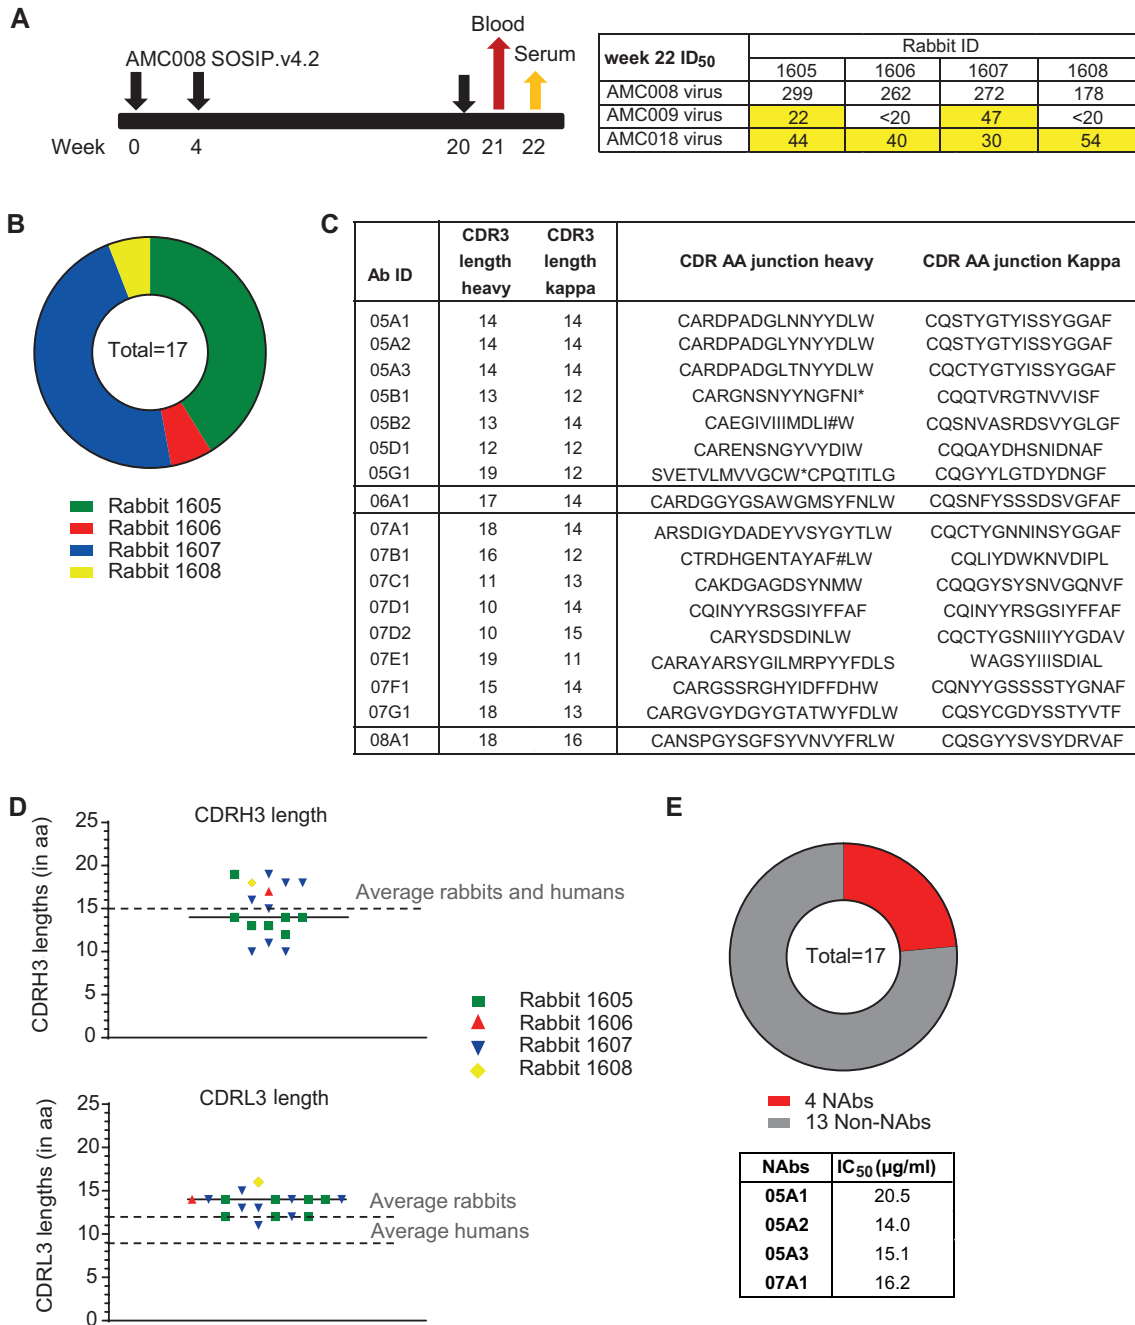 A
AMC008 SOSIP.v4.2
Blood
Serum
Week 0 4 20 21 22
week 22 ID50 Rabbit ID
1605 1606 1607 1608
AMC008 virus 299 262 272 178
AMC009 virus 22 <20 47 <20
AMC018 virus 44 40 30 54
B
Total=17
Rabbit 1605
Rabbit 1606
Rabbit 1607
Rabbit 1608
C
Ab ID CDR3 length heavy CDR3 length kappa CDR AA junction heavy CDR AA junction Kappa
05A1 14 14 CARDPADGLNNYYDLW CQSTYGTYISSYGGAF
05A2 14 14 CARDPADGLYNYYDLW CQSTYGTYISSYGGAF
05A3 14 14 CARDPADGLTNYYDLW CQCTYGTYISSYGGAF
05B1 13 12 CARGNSNYYNGFNI* CQQTVRGTNVVISF
05B2 13 14 CAEGIVIIIMDLI#W CQSNVASRDSVYGLGF
05D1 12 12 CARENSNGYVYDIW CQQAYDHSNIDNAF
05G1 19 12 SVETVLMVVGCW*CPQTITLG CQGYYLGTDYDNGF
06A1 17 14 CARDGGYGSAWGMSYFNLW CQSNFYSSSDSVGFAF
07A1 18 14 ARSDIGYDADEYVSYGYTLW CQCTYGNNINSYGGAF
07B1 16 12 CTRDHGENTAYAF#LW CQLIYDWKNVDIPL
07C1 11 13 CAKDGAGDSYNMW CQQGYSYSNVGQNVF
07D1 10 14 CQINYYRSGSIYFFAF CQINYYRSGSIYFFAF
07D2 10 15 CARYSDSDINLW CQCTYGSNIIIYYGDAV
07E1 19 11 CARAYARSYGILMRPYYFDLS WAGSYIIISDIAL
07F1 15 14 CARGSSRGHYIDFFDHW CQNYYGSSSSTYGNAF
07G1 18 13 CARGVGYDGYGTATWYFDLW CQSYCGDYSSTYVTF
08A1 18 16 CANSPGYSGFSYVNVYFRLW CQSGYYSVSYDRVAF
D
CDRH3 length
CDRH3 lengths (in aa)
25
20
15
10
5
0
Average rabbits and humans
Rabbit 1605
Rabbit 1606
Rabbit 1607
Rabbit 1608
CDRL3 length
CDRL3 lengths (in aa)
25
20
15
10
5
0
Average rabbits
Average humans
E
Total=17
4 NAbs
13 Non-NAbs
NAbs IC50 (µg/ml)
05A1 20.5
05A2 14.0
05A3 15.1
07A1 16.2